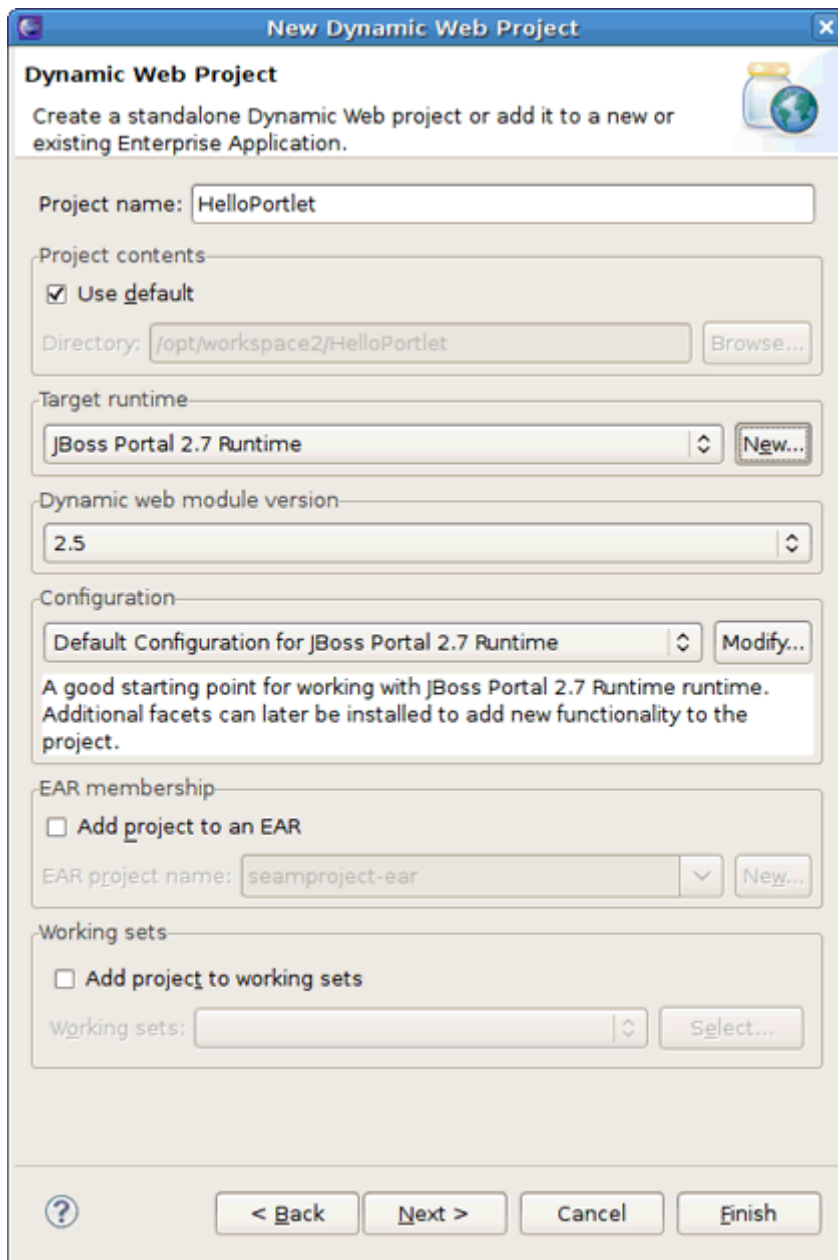 New Dynamic Web Project
Dynamic Web Project
Create a standalone Dynamic Web project or add it to a new or
existing Enterprise Application.
Project name: HelloPortlet
Project contents
Use default
Directory: /opt/workspace2/HelloPortlet Browse...
Target runtime
JBoss Portal 2.7 Runtime New...
Dynamic web module version
2.5
Configuration
Default Configuration for JBoss Portal 2.7 Runtime Modify...
A good starting point for working with JBoss Portal 2.7 Runtime runtime.
Additional facets can later be installed to add new functionality to the
project.
EAR membership
Add project to an EAR
EAR project name: seamproject-ear New...
Working sets
Add project to working sets
Working sets: Select...
? < Back Next > Cancel Finish